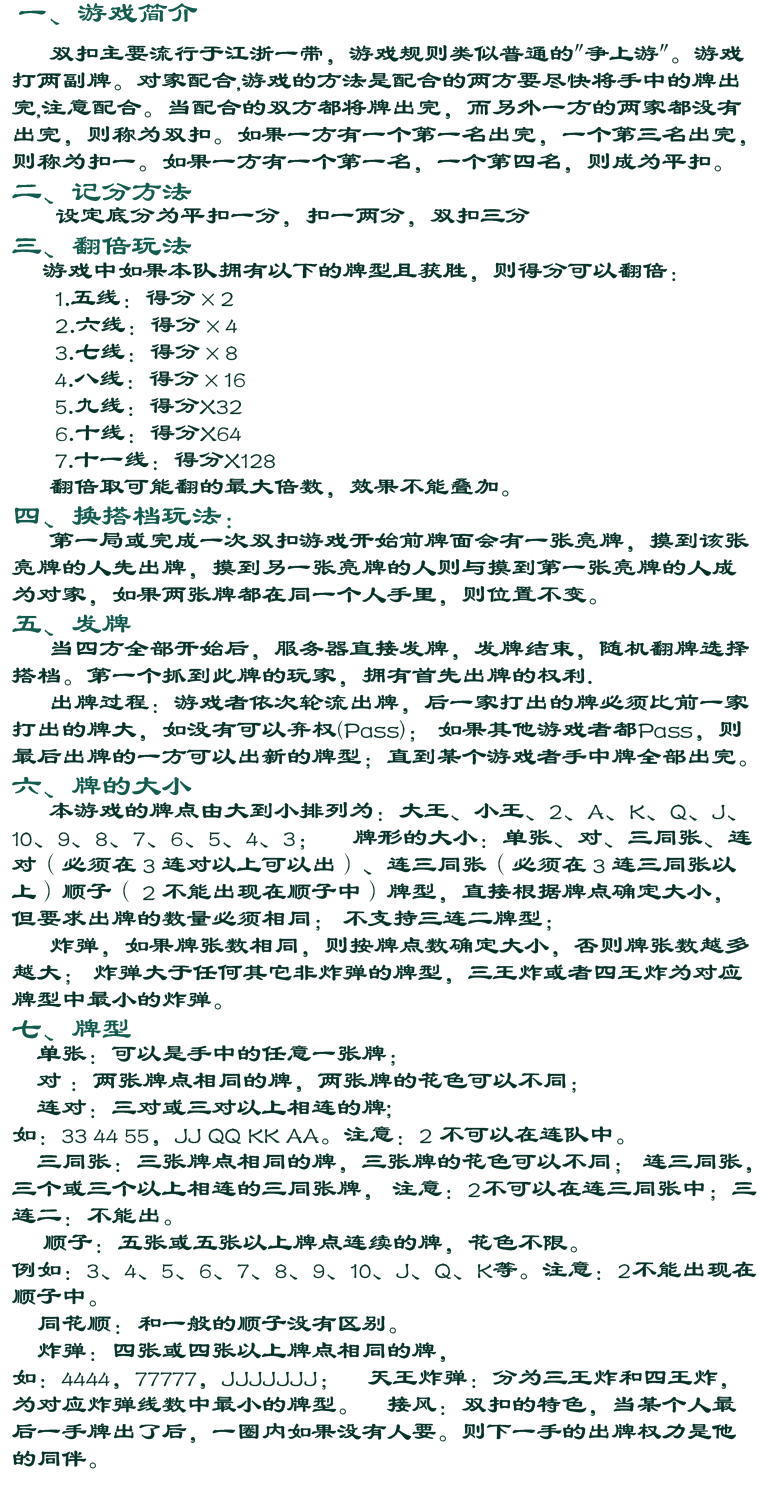 一、游戏简介
双扣主要流行于江浙一带，游戏规则类似普通的"争上游"。游戏
打两副牌。对家配合,游戏的方法是配合的两方要尽快将手中的牌出
完,注意配合。当配合的双方都将牌出完，而另外一方的两家都没有
出完，则称为双扣。如果一方有一个第一名出完，一个第三名出完，
则称为扣一。如果一方有一个第一名，一个第四名，则成为平扣。
二、记分方法
设定底分为平扣一分，扣一两分，双扣三分
三、翻倍玩法
游戏中如果本队拥有以下的牌型且获胜，则得分可以翻倍：
1.五线：得分×2
2.六线：得分×4
3.七线：得分×8
4.八线：得分×16
5.九线：得分X32
6.十线：得分X64
7.十一线：得分X128
翻倍取可能翻的最大倍数，效果不能叠加。
四、换搭档玩法：
第一局或完成一次双扣游戏开始前牌面会有一张亮牌，摸到该张
亮牌的人先出牌，摸到另一张亮牌的人则与摸到第一张亮牌的人成
为对家，如果两张牌都在同一个人手里，则位置不变。
五、发牌
当四方全部开始后，服务器直接发牌，发牌结束，随机翻牌选择
搭档。第一个抓到此牌的玩家，拥有首先出牌的权利.
出牌过程：游戏者依次轮流出牌，后一家打出的牌必须比前一家
打出的牌大，如没有可以弃权(Pass)； 如果其他游戏者都Pass，则
最后出牌的一方可以出新的牌型；直到某个游戏者手中牌全部出完。
六、牌的大小
本游戏的牌点由大到小排列为：大王、小王、2、A、K、Q、J、
10、9、8、7、6、5、4、3； 牌形的大小：单张、对、三同张、连
对（必须在3连对以上可以出）、连三同张（必须在3连三同张以
上）顺子（ 2不能出现在顺子中）牌型，直接根据牌点确定大小，
但要求出牌的数量必须相同； 不支持三连二牌型；
炸弹，如果牌张数相同，则按牌点数确定大小，否则牌张数越多
越大； 炸弹大于任何其它非炸弹的牌型，三王炸或者四王炸为对应
牌型中最小的炸弹。
七、牌型
单张：可以是手中的任意一张牌；
对 ：两张牌点相同的牌，两张牌的花色可以不同；
连对：三对或三对以上相连的牌;
如：33 44 55，JJ QQ KK AA。注意：2 不可以在连队中。
三同张：三张牌点相同的牌，三张牌的花色可以不同； 连三同张，
三个或三个以上相连的三同张牌， 注意：2不可以在连三同张中；三
连二：不能出。
顺子：五张或五张以上牌点连续的牌，花色不限。
例如：3、4、5、6、7、8、9、10、J、Q、K等。注意：2不能出现在
顺子中。
同花顺：和一般的顺子没有区别。
炸弹：四张或四张以上牌点相同的牌，
如：4444，77777，JJJJJJJ； 天王炸弹：分为三王炸和四王炸，
为对应炸弹线数中最小的牌型。 接风：双扣的特色，当某个人最
后一手牌出了后，一圈内如果没有人要。则下一手的出牌权力是他
的同伴。